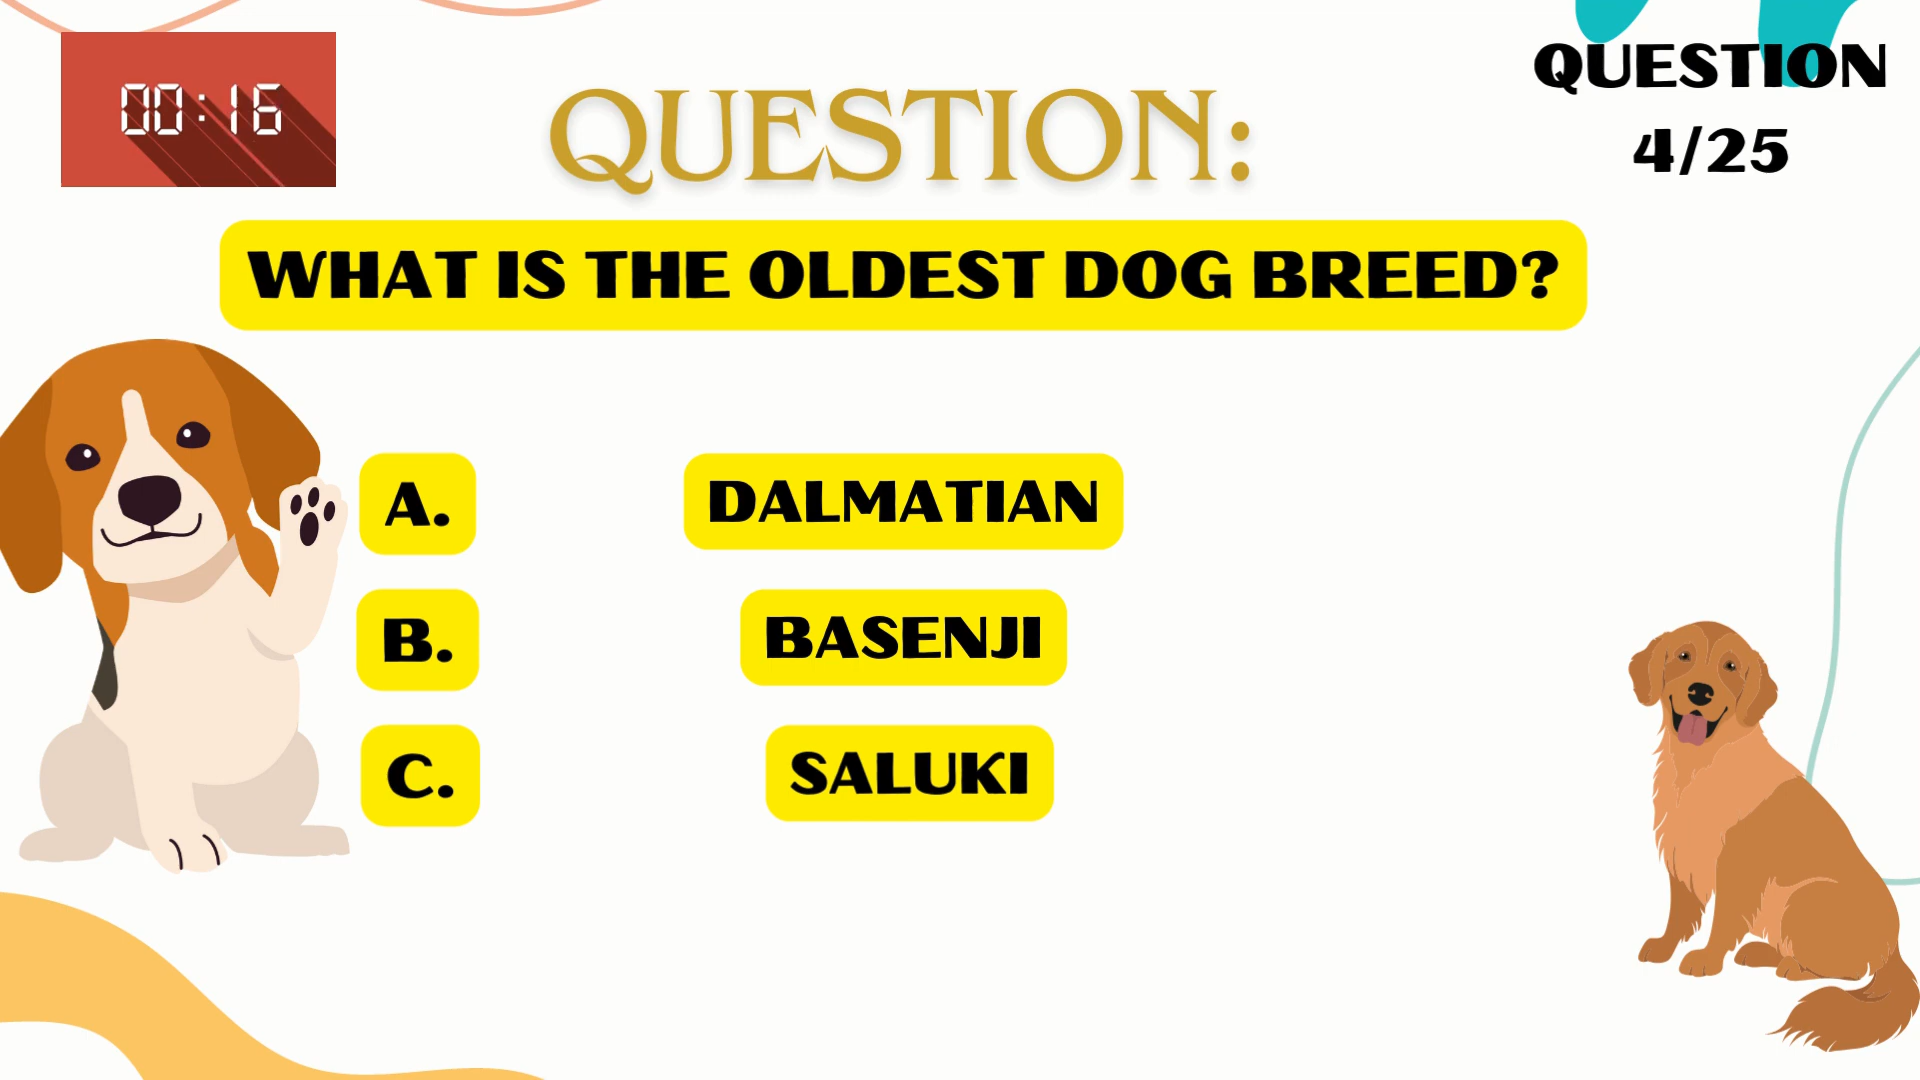 00:16
QUESTION:
QUESTION
4/25
WHAT IS THE OLDEST DOG BREED?
A. DALMATIAN
B. BASENJI
C. SALUKI